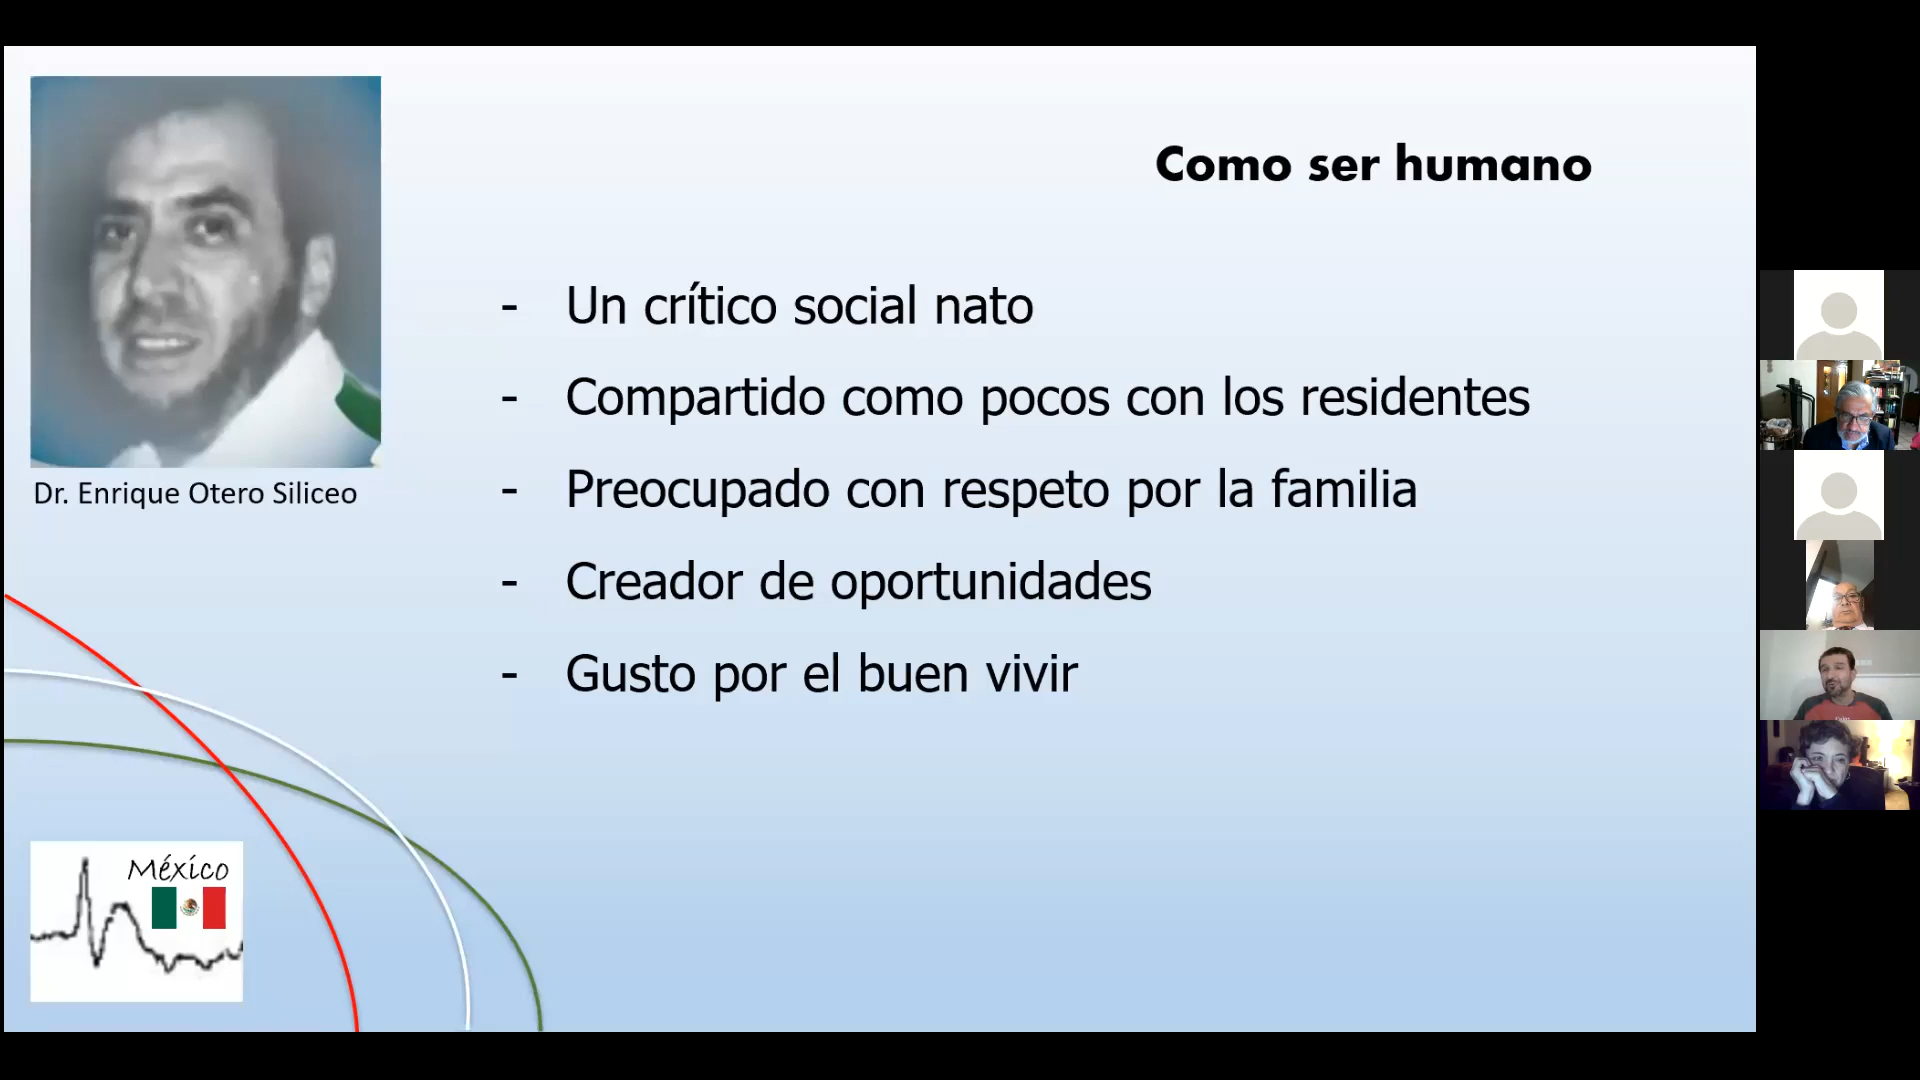 Como ser humano
- Un crítico social nato
- Compartido como pocos con los residentes
- Preocupado con respeto por la familia
- Creador de oportunidades
- Gusto por el buen vivir
Dr. Enrique Otero Siliceo
México